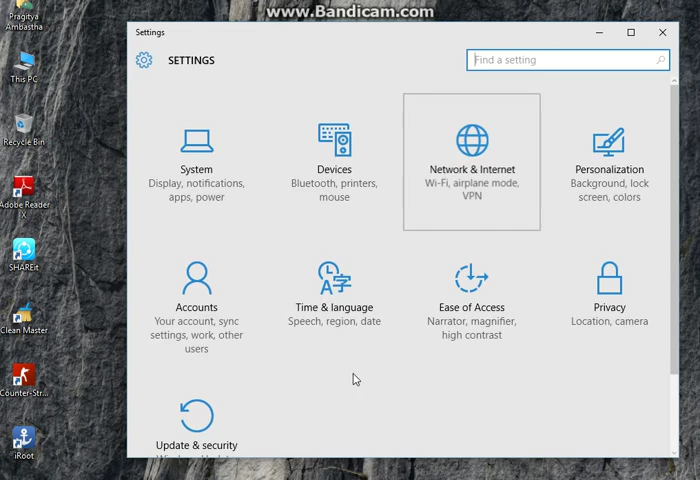 www.Bandicam.com
Pragitya
Ambastha
This PC
Recycle Bin
Adobe Reader
X
SHAREit
Clean Master
Counter-Str...
iRoot
Settings
SETTINGS
Find a setting
System
Display, notifications,
apps, power
Devices
Bluetooth, printers,
mouse
Network & Internet
Wi-Fi, airplane mode,
VPN
Personalization
Background, lock
screen, colors
Accounts
Your account, sync
settings, work, other
users
Time & language
Speech, region, date
Ease of Access
Narrator, magnifier,
high contrast
Privacy
Location, camera
Update & security